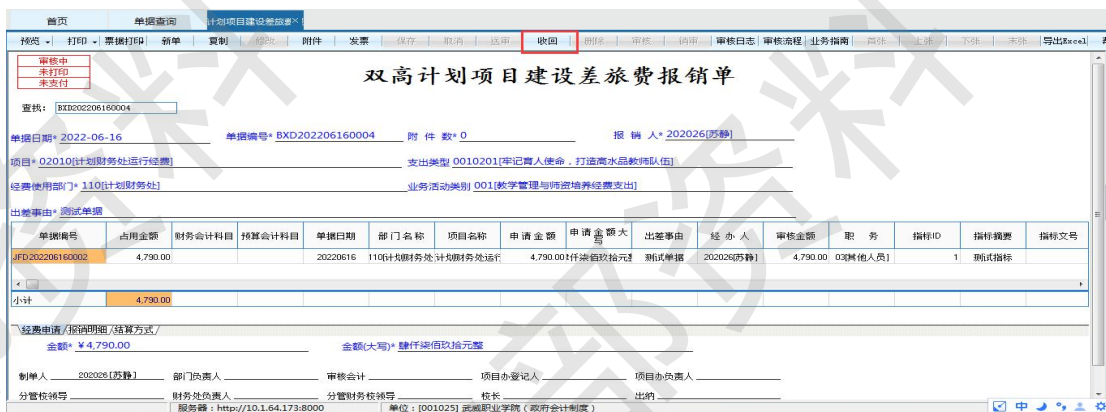 首页 单据查询 计划项目建设差旅费
预览 打印 票据打印 新单 复制 修改 附件 发票 保存 取消 送审 收回 删除 审核 销审 审核日志 审核流程 业务指南 首张 上张 下张 末张 导出Excel
审核中
未打印
未支付
双高计划项目建设差旅费报销单
查找: BXD202206160004
单据日期* 2022-06-16 单据编号* BXD202206160004 附 件 数* 0 报 销 人* 202026[苏静]
项目* 02010[计划财务处运行经费] 支出类型 0010201[牢记育人使命，打造高水品教师队伍]
经费使用部门* 110[计划财务处] 业务活动类别 001[教学管理与师资培养经费支出]
出差事由* 测试单据
单据编号 占用金额 财务会计科目 预算会计科目 单据日期 部门名称 项目名称 申请金额 申请金额大写 出差事由 经办人 审核金额 职务 指标ID 指标摘要 指标文号
JFD202206160002 4,790.00 20220616 110[计划财务处 计划财务处运行 4,790.00 仟柒佰玖拾元 测试单据 202026[苏静] 4,790.00 03[其他人员] 1 测试指标
小计 4,790.00
经费申请 报销明细 结算方式
金额* ¥4,790.00 金额(大写)* 肆仟柒佰玖拾元整
制单人 202026[苏静] 部门负责人 审核会计 项目办登记人 项目办负责人
分管校领导 财务处负责人 分管财务校领导 校长 出纳
服务器：http://10.1.64.173:8000 单位：[001025] 武威职业学院（政府会计制度）
中
部资料
资料